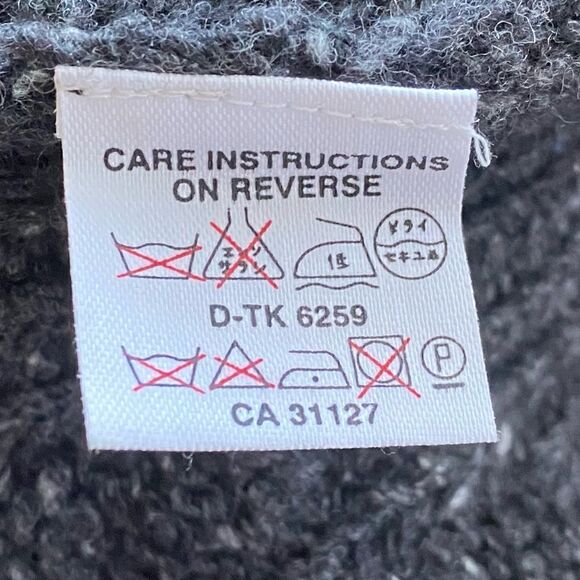 CARE INSTRUCTIONS
ON REVERSE
エンソ
サラシ
低
ドライ
セキユ系
D-TK 6259
P
CA 31127